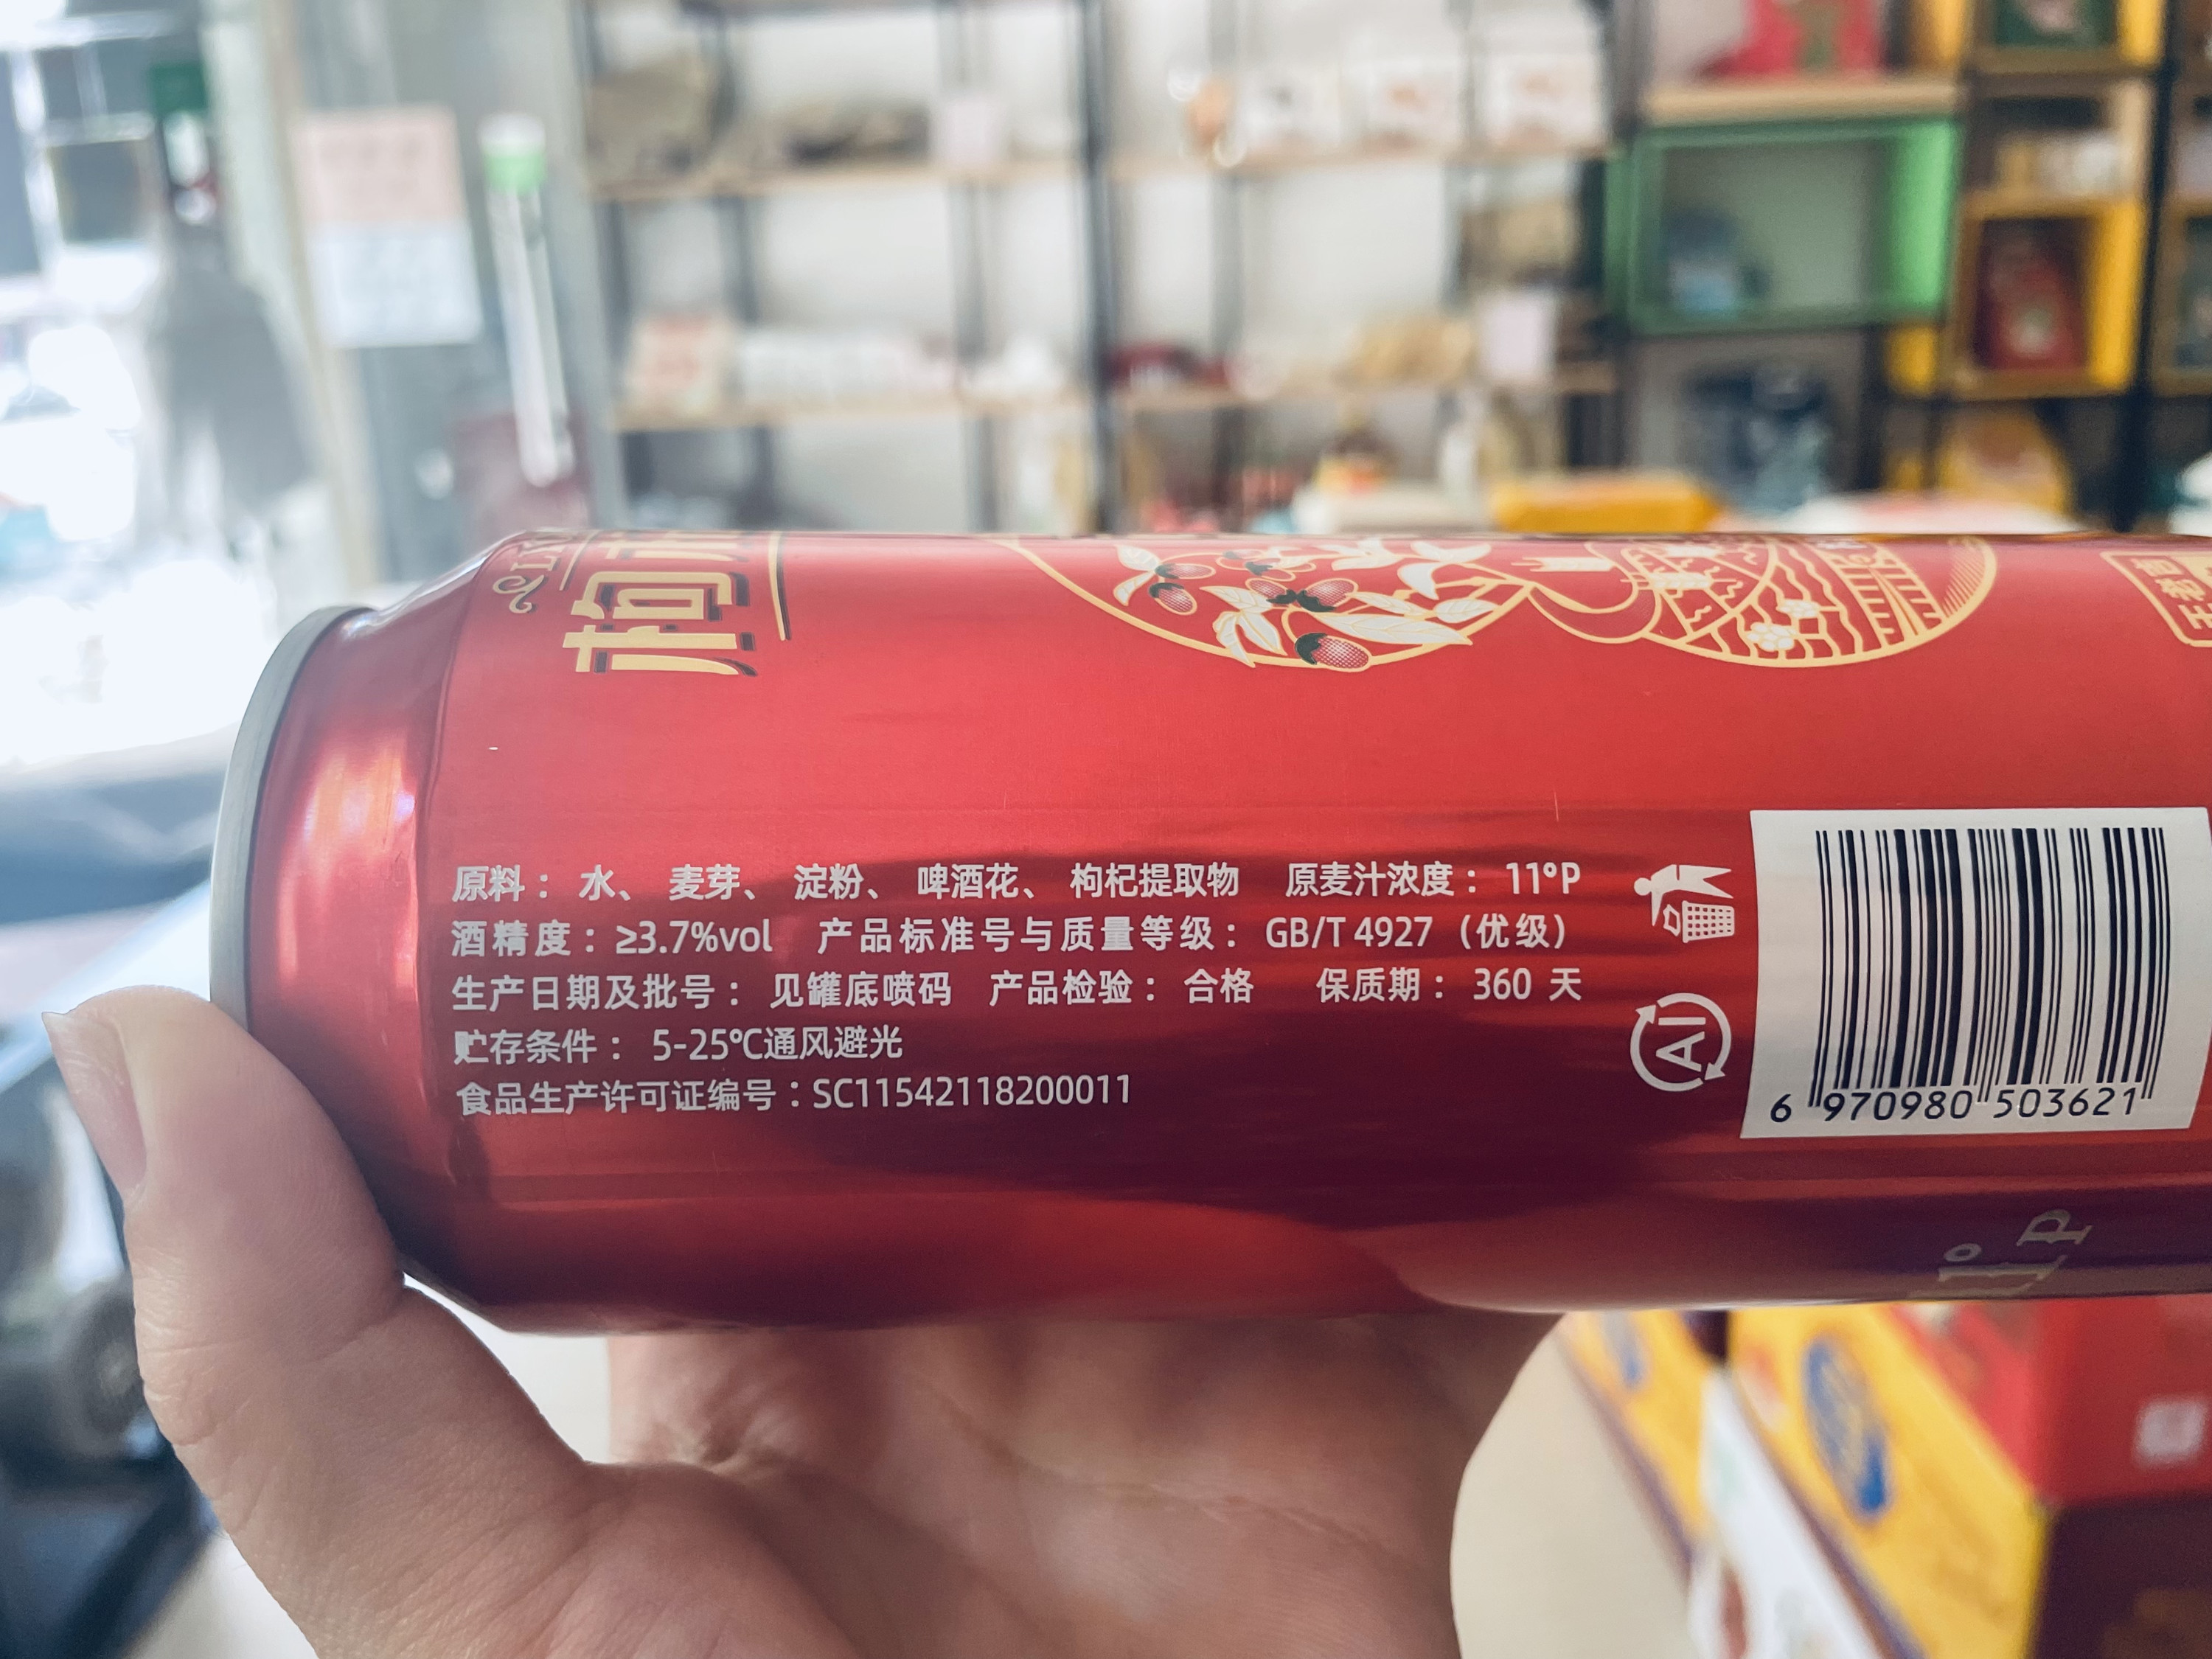 枸
原料： 水、 麦芽、 淀粉、 啤酒花、 枸杞提取物 原麦汁浓度： 11°P
酒精度：≥3.7%vol 产品标准号与质量等级：GB/T 4927（优级）
生产日期及批号： 见罐底喷码 产品检验： 合格 保质期： 360 天
贮存条件： 5-25℃通风避光
食品生产许可证编号：SC11542118200011
Al
6 970980 503621
11°P